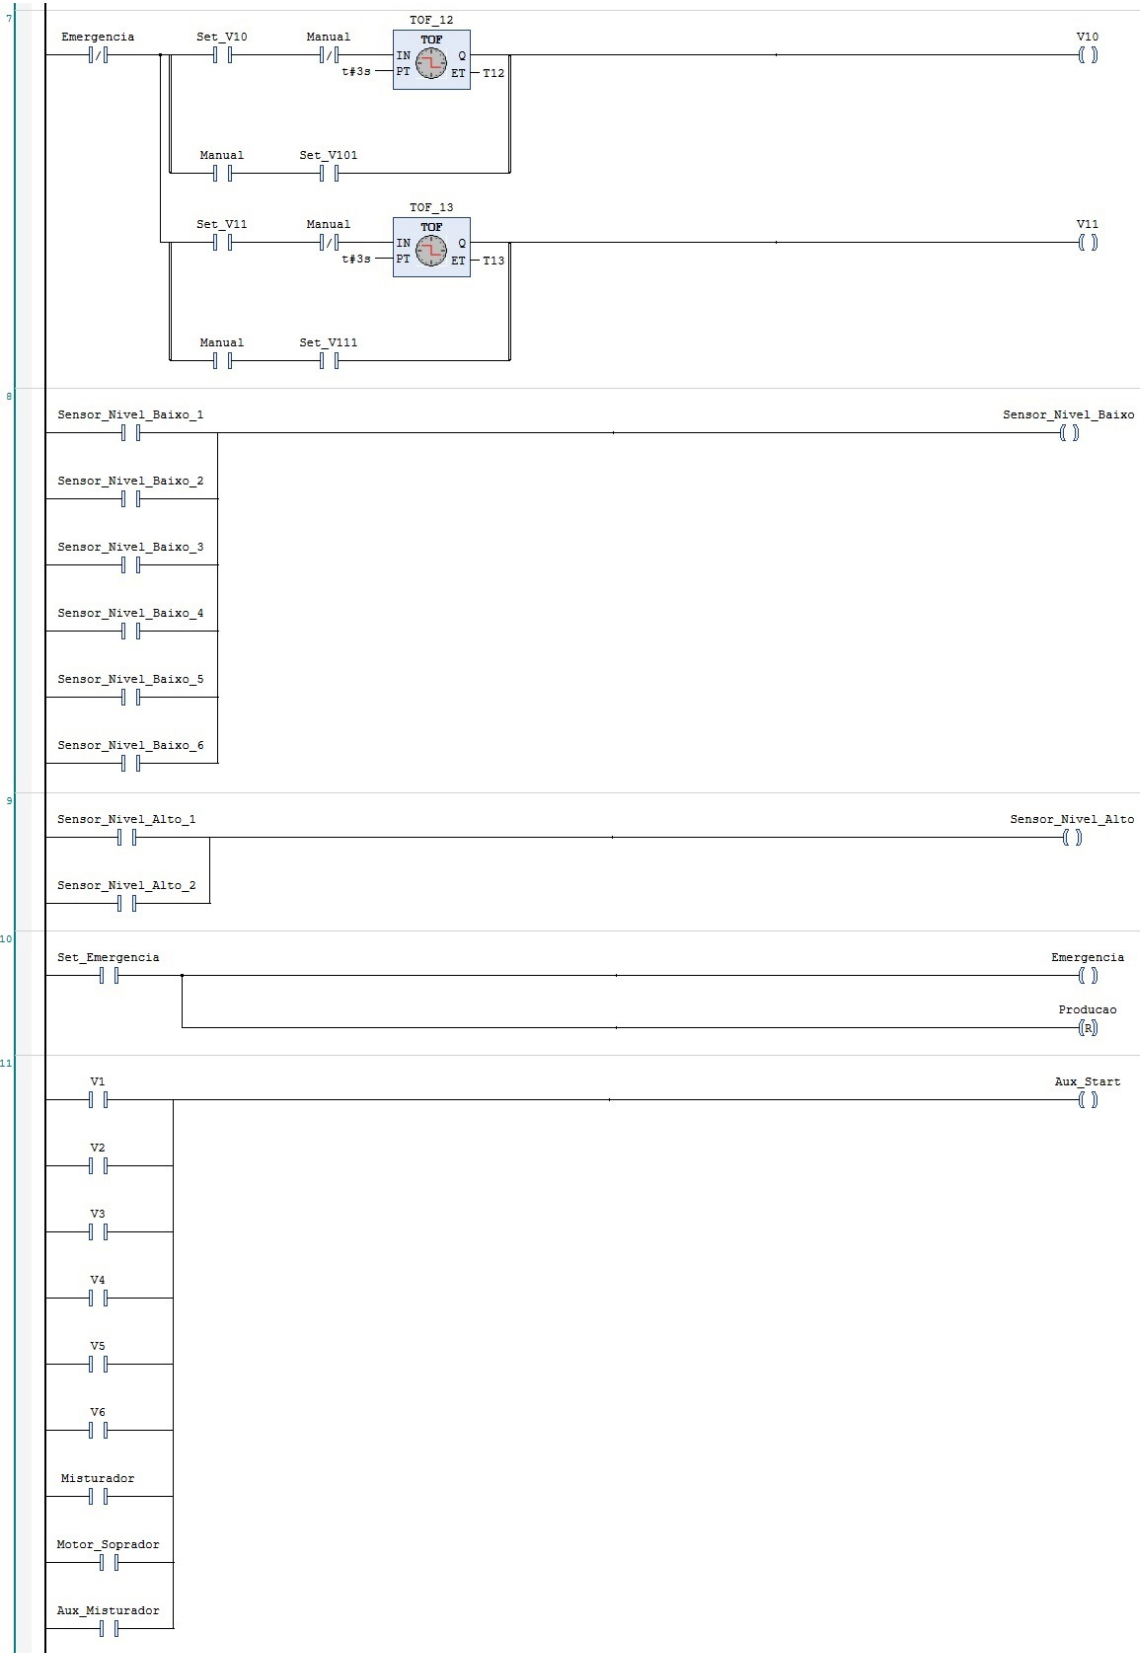 7
TOF_12
Emergencia Set_V10 Manual TOF V10
IN Q
t#3s PT ET T12
Manual Set_V101
TOF_13
Set_V11 Manual TOF V11
IN Q
t#3s PT ET T13
Manual Set_V111
8
Sensor_Nivel_Baixo_1 Sensor_Nivel_Baixo
Sensor_Nivel_Baixo_2
Sensor_Nivel_Baixo_3
Sensor_Nivel_Baixo_4
Sensor_Nivel_Baixo_5
Sensor_Nivel_Baixo_6
9
Sensor_Nivel_Alto_1 Sensor_Nivel_Alto
Sensor_Nivel_Alto_2
10
Set_Emergencia Emergencia
Producao
R
11
V1 Aux_Start
V2
V3
V4
V5
V6
Misturador
Motor_Soprador
Aux_Misturador